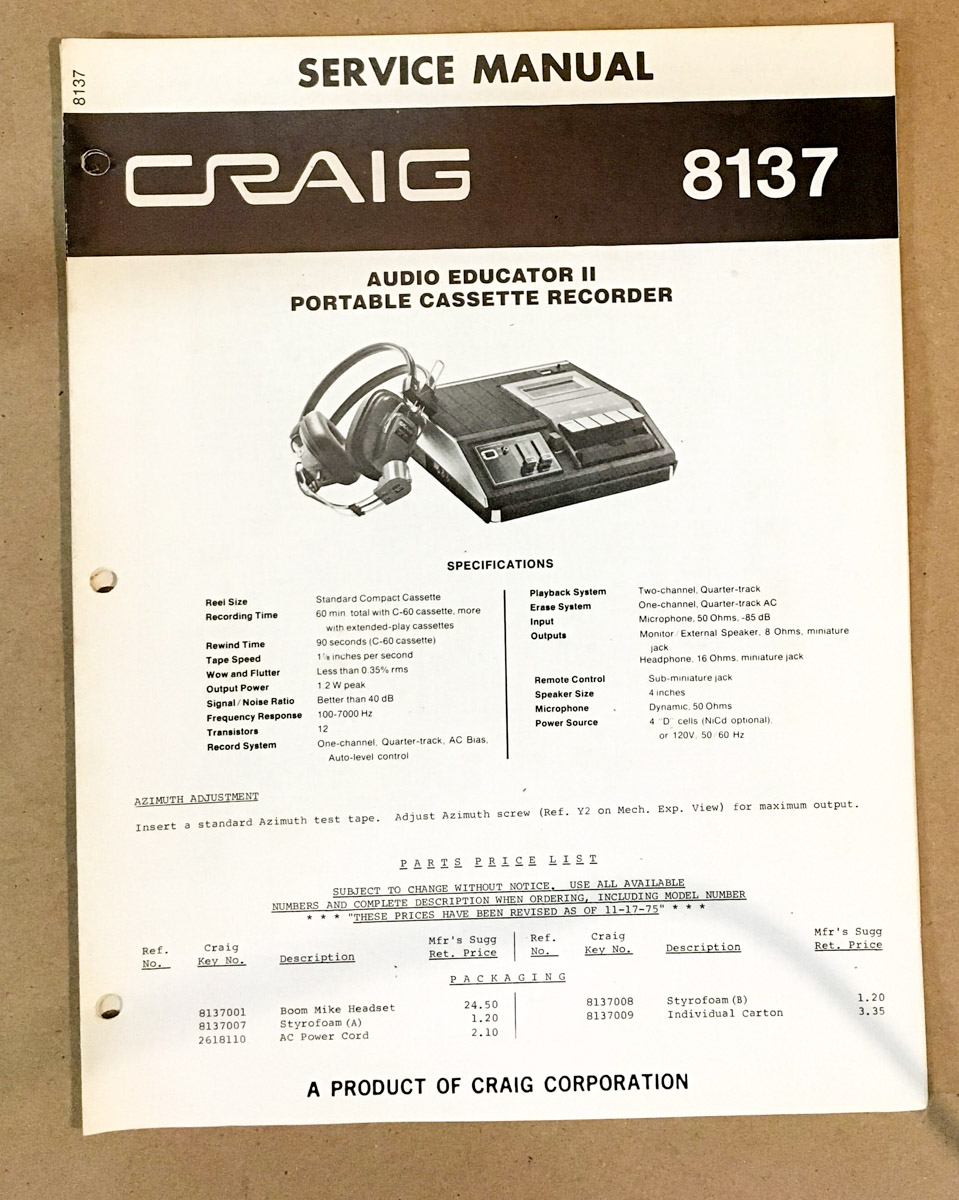 8137
SERVICE MANUAL
CRAIG 8137
AUDIO EDUCATOR II
PORTABLE CASSETTE RECORDER
SPECIFICATIONS
Reel Size Standard Compact Cassette
Recording Time 60 min. total with C-60 cassette, more
with extended-play cassettes
Rewind Time 90 seconds (C-60 cassette)
Tape Speed 1⅞ inches per second
Wow and Flutter Less than 0.35% rms
Output Power 1.2 W peak
Signal/Noise Ratio Better than 40 dB
Frequency Response 100-7000 Hz
Transistors 12
Record System One-channel, Quarter-track, AC Bias,
Auto-level control
Playback System Two-channel, Quarter-track
Erase System One-channel, Quarter-track AC
Input Microphone, 50 Ohms, -85 dB
Outputs Monitor/External Speaker, 8 Ohms, miniature
jack
Headphone, 16 Ohms, miniature jack
Remote Control Sub-miniature jack
Speaker Size 4 inches
Microphone Dynamic, 50 Ohms
Power Source 4 "D" cells (NiCd optional),
or 120V, 50/60 Hz
AZIMUTH ADJUSTMENT
Insert a standard Azimuth test tape. Adjust Azimuth screw (Ref. Y2 on Mech. Exp. View) for maximum output.
PARTS PRICE LIST
SUBJECT TO CHANGE WITHOUT NOTICE. USE ALL AVAILABLE
NUMBERS AND COMPLETE DESCRIPTION WHEN ORDERING, INCLUDING MODEL NUMBER
* * * "THESE PRICES HAVE BEEN REVISED AS OF 11-17-75" * * *
Ref. Craig Mfr's Sugg Ref. Craig Mfr's Sugg
No. Key No. Description Ret. Price No. Key No. Description Ret. Price
PACKAGING
8137001 Boom Mike Headset 24.50 8137008 Styrofoam (B) 1.20
8137007 Styrofoam (A) 1.20 8137009 Individual Carton 3.35
2618110 AC Power Cord 2.10
A PRODUCT OF CRAIG CORPORATION